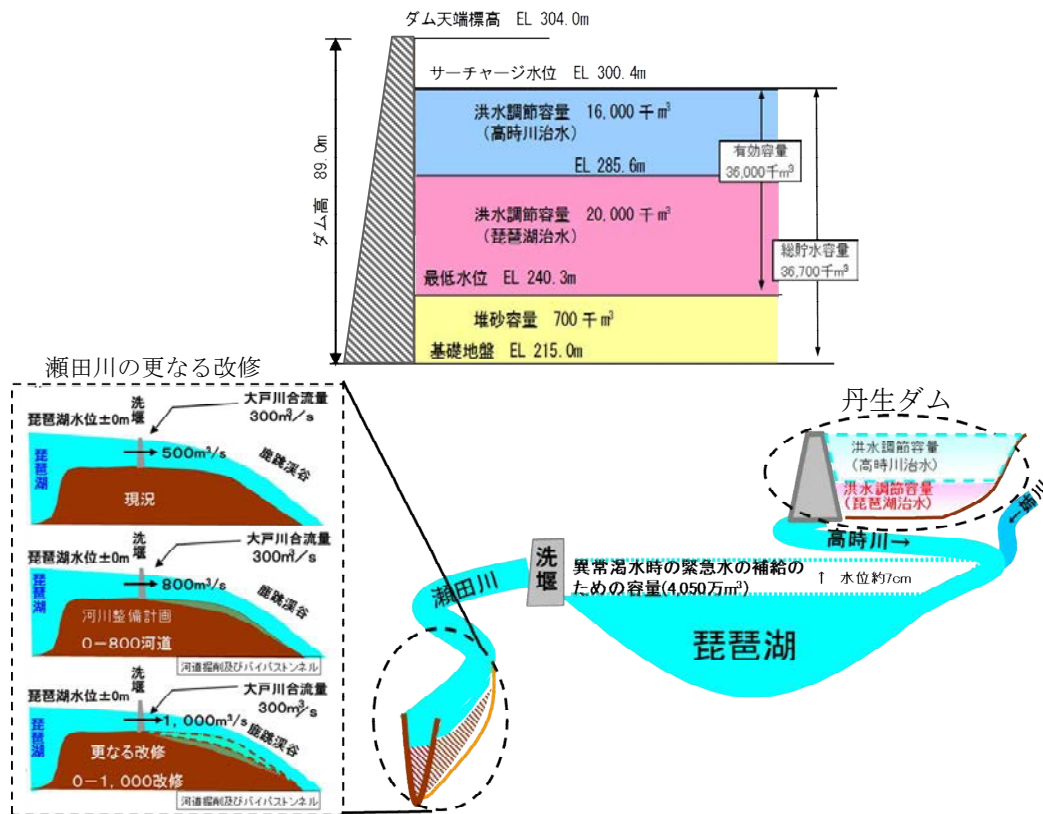 ダム天端標高 EL 304.0m
サーチャージ水位 EL 300.4m
洪水調節容量 16,000 千m³
(高時川治水)
EL 285.6m
有効容量
36,000千m³
ダム高 89.0m
洪水調節容量 20,000 千m³
(琵琶湖治水)
総貯水容量
36,700千m³
最低水位 EL 240.3m
堆砂容量 700 千m³
基礎地盤 EL 215.0m
瀬田川の更なる改修
洗堰
大戸川合流量
300m³/s
琵琶湖水位±0m
琵琶湖
500m³/s
鹿跳渓谷
現況
洗堰
大戸川合流量
300m³/s
琵琶湖水位±0m
琵琶湖
800m³/s
鹿跳渓谷
河川整備計画
0-800河道
河道掘削及びバイパストンネル
洗堰
大戸川合流量
300m³/s
琵琶湖水位±0m
琵琶湖
1,000m³/s
鹿跳渓谷
更なる改修
0-1,000改修
河道掘削及びバイパストンネル
丹生ダム
洪水調節容量
(高時川治水)
洪水調節容量
(琵琶湖治水)
高時川→
瀬田川
洗堰
異常渇水時の緊急水の補給の
ための容量(4,050万m³)
↑ 水位約7cm
琵琶湖